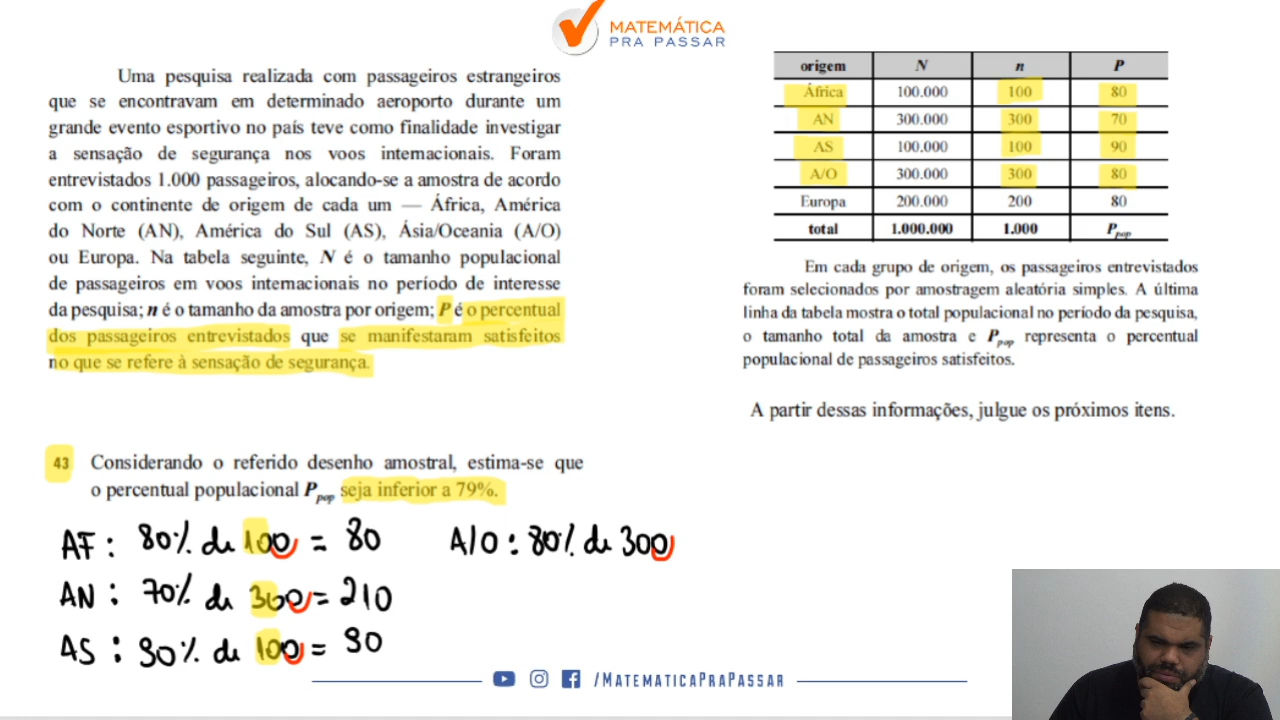 MATEMÁTICA
PRA PASSAR
Uma pesquisa realizada com passageiros estrangeiros
que se encontravam em determinado aeroporto durante um
grande evento esportivo no país teve como finalidade investigar
a sensação de segurança nos voos internacionais. Foram
entrevistados 1.000 passageiros, alocando-se a amostra de acordo
com o continente de origem de cada um — África, América
do Norte (AN), América do Sul (AS), Ásia/Oceania (A/O)
ou Europa. Na tabela seguinte, N é o tamanho populacional
de passageiros em voos internacionais no período de interesse
da pesquisa; n é o tamanho da amostra por origem; P é o percentual
dos passageiros entrevistados que se manifestaram satisfeitos
no que se refere à sensação de segurança.
origem N n P
África 100.000 100 80
AN 300.000 300 70
AS 100.000 100 90
A/O 300.000 300 80
Europa 200.000 200 80
total 1.000.000 1.000 Ppop
Em cada grupo de origem, os passageiros entrevistados
foram selecionados por amostragem aleatória simples. A última
linha da tabela mostra o total populacional no período da pesquisa,
o tamanho total da amostra e Ppop representa o percentual
populacional de passageiros satisfeitos.
A partir dessas informações, julgue os próximos itens.
43 Considerando o referido desenho amostral, estima-se que
o percentual populacional Ppop seja inferior a 79%.
AF: 80% de 100 = 80
AN: 70% de 300 = 210
AS: 90% de 100 = 90
A/O: 80% de 300
/MATEMATICAPRAPASSAR